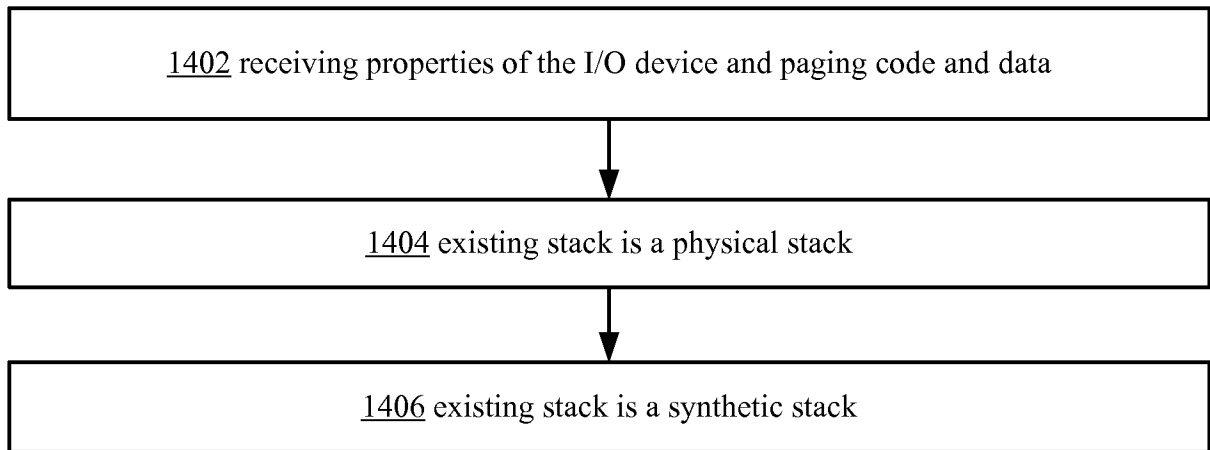 1402 receiving properties of the I/O device and paging code and data
1404 existing stack is a physical stack
1406 existing stack is a synthetic stack